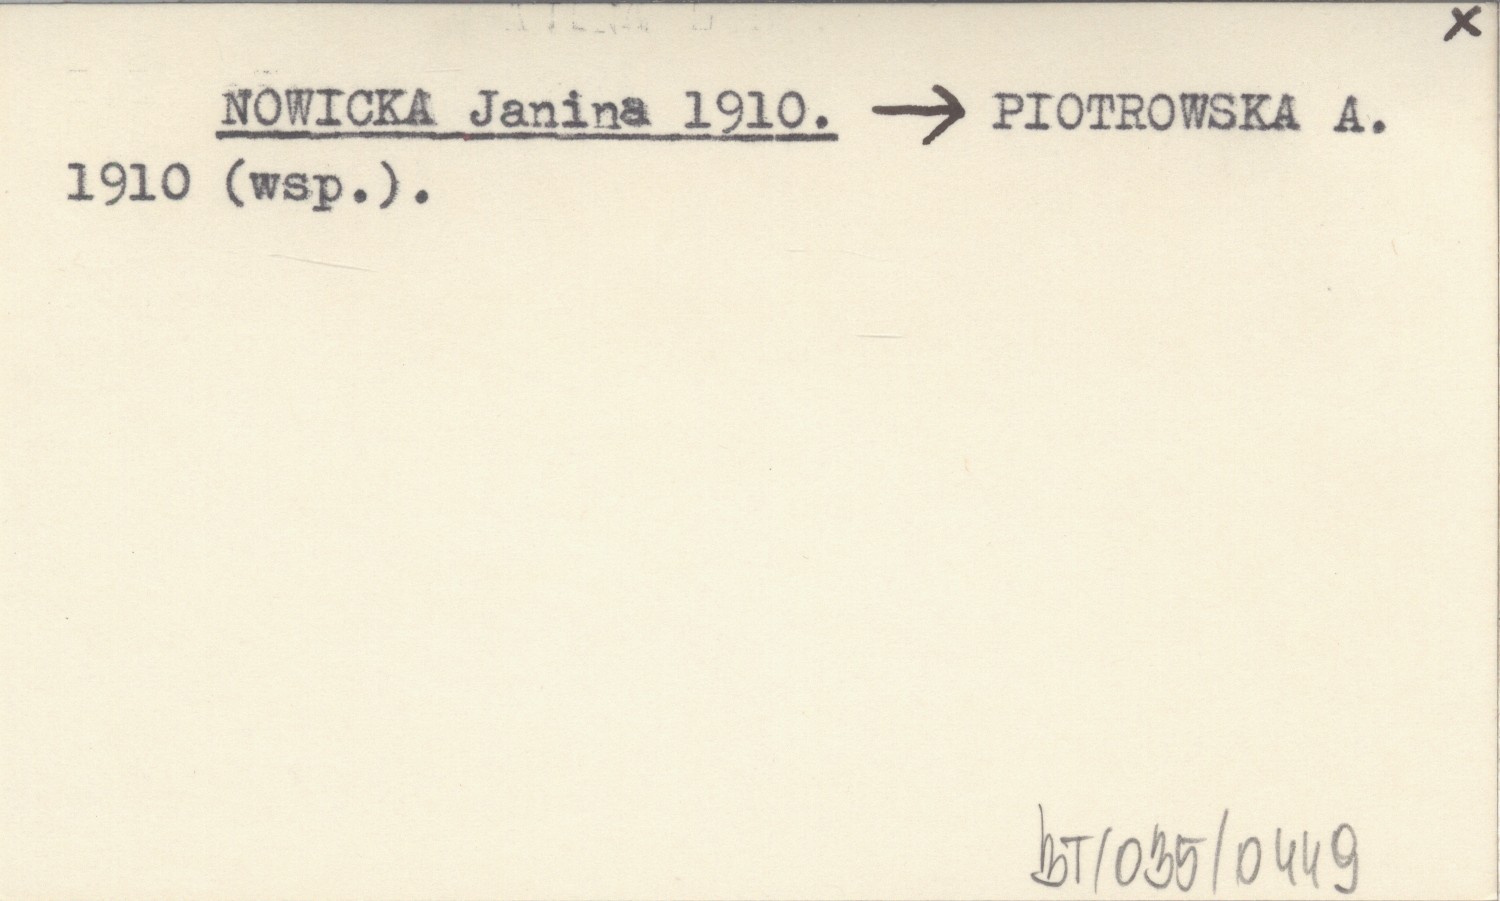 x
NOWICKA Janina 1910. → PIOTROWSKA A.
1910 (wsp.).
BT/035/0449